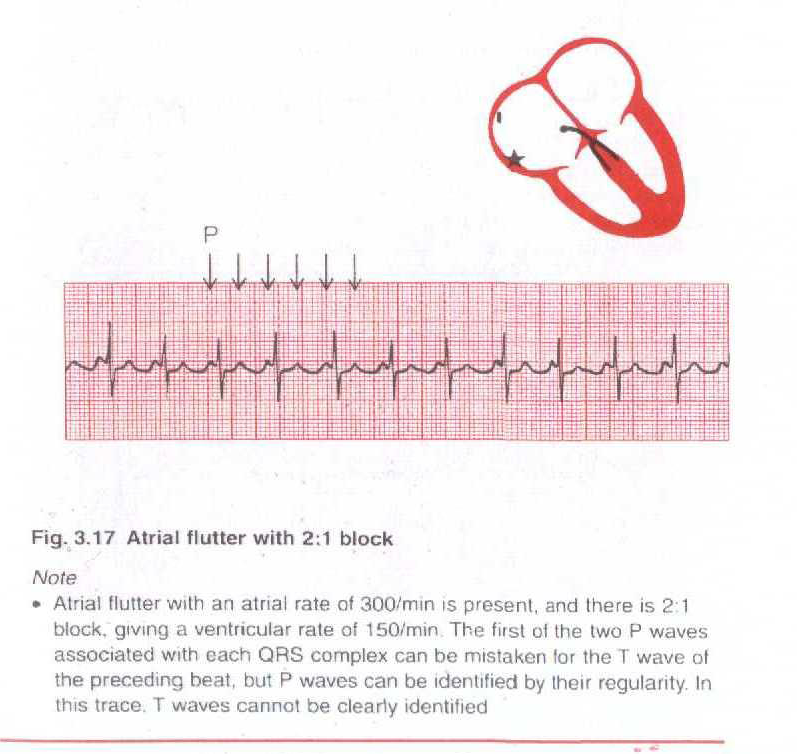 P
Fig. 3.17 Atrial flutter with 2:1 block
Note
• Atrial flutter with an atrial rate of 300/min is present, and there is 2:1
block, giving a ventricular rate of 150/min. The first of the two P waves
associated with each QRS complex can be mistaken for the T wave of
the preceding beat, but P waves can be identified by their regularity. In
this trace, T waves cannot be clearly identified